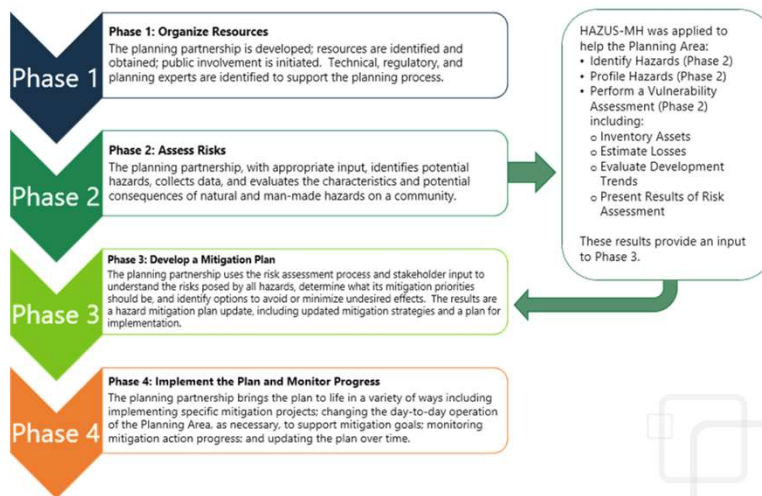 Phase 1
Phase 1: Organize Resources
The planning partnership is developed; resources are identified and
obtained; public involvement is initiated.  Technical, regulatory, and
planning experts are identified to support the planning process.
Phase 2
Phase 2: Assess Risks
The planning partnership, with appropriate input, identifies potential
hazards, collects data, and evaluates the characteristics and potential
consequences of natural and man-made hazards on a community.
HAZUS-MH was applied to
help the Planning Area:
• Identify Hazards (Phase 2)
• Profile Hazards (Phase 2)
• Perform a Vulnerability
Assessment (Phase 2)
including:
o Inventory Assets
o Estimate Losses
o Evaluate Development
Trends
o Present Results of Risk
Assessment
These results provide an input
to Phase 3.
Phase 3
Phase 3: Develop a Mitigation Plan
The planning partnership uses the risk assessment process and stakeholder input to
understand the risks posed by all hazards, determine what its mitigation priorities
should be, and identify options to avoid or minimize undesired effects.  The results are
a hazard mitigation plan update, including updated mitigation strategies and a plan for
implementation.
Phase 4
Phase 4: Implement the Plan and Monitor Progress
The planning partnership brings the plan to life in a variety of ways including
implementing specific mitigation projects; changing the day-to-day operation
of the Planning Area, as necessary, to support mitigation goals; monitoring
mitigation action progress; and updating the plan over time.